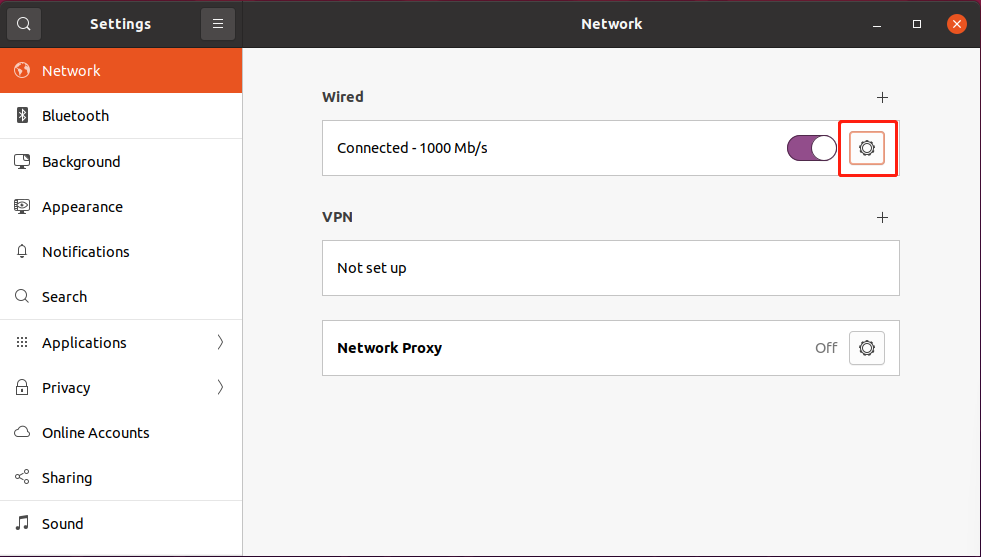 Settings
Network
Network
Bluetooth
Background
Appearance
Notifications
Search
Applications
Privacy
Online Accounts
Sharing
Sound
Wired
Connected - 1000 Mb/s
VPN
Not set up
Network Proxy
Off